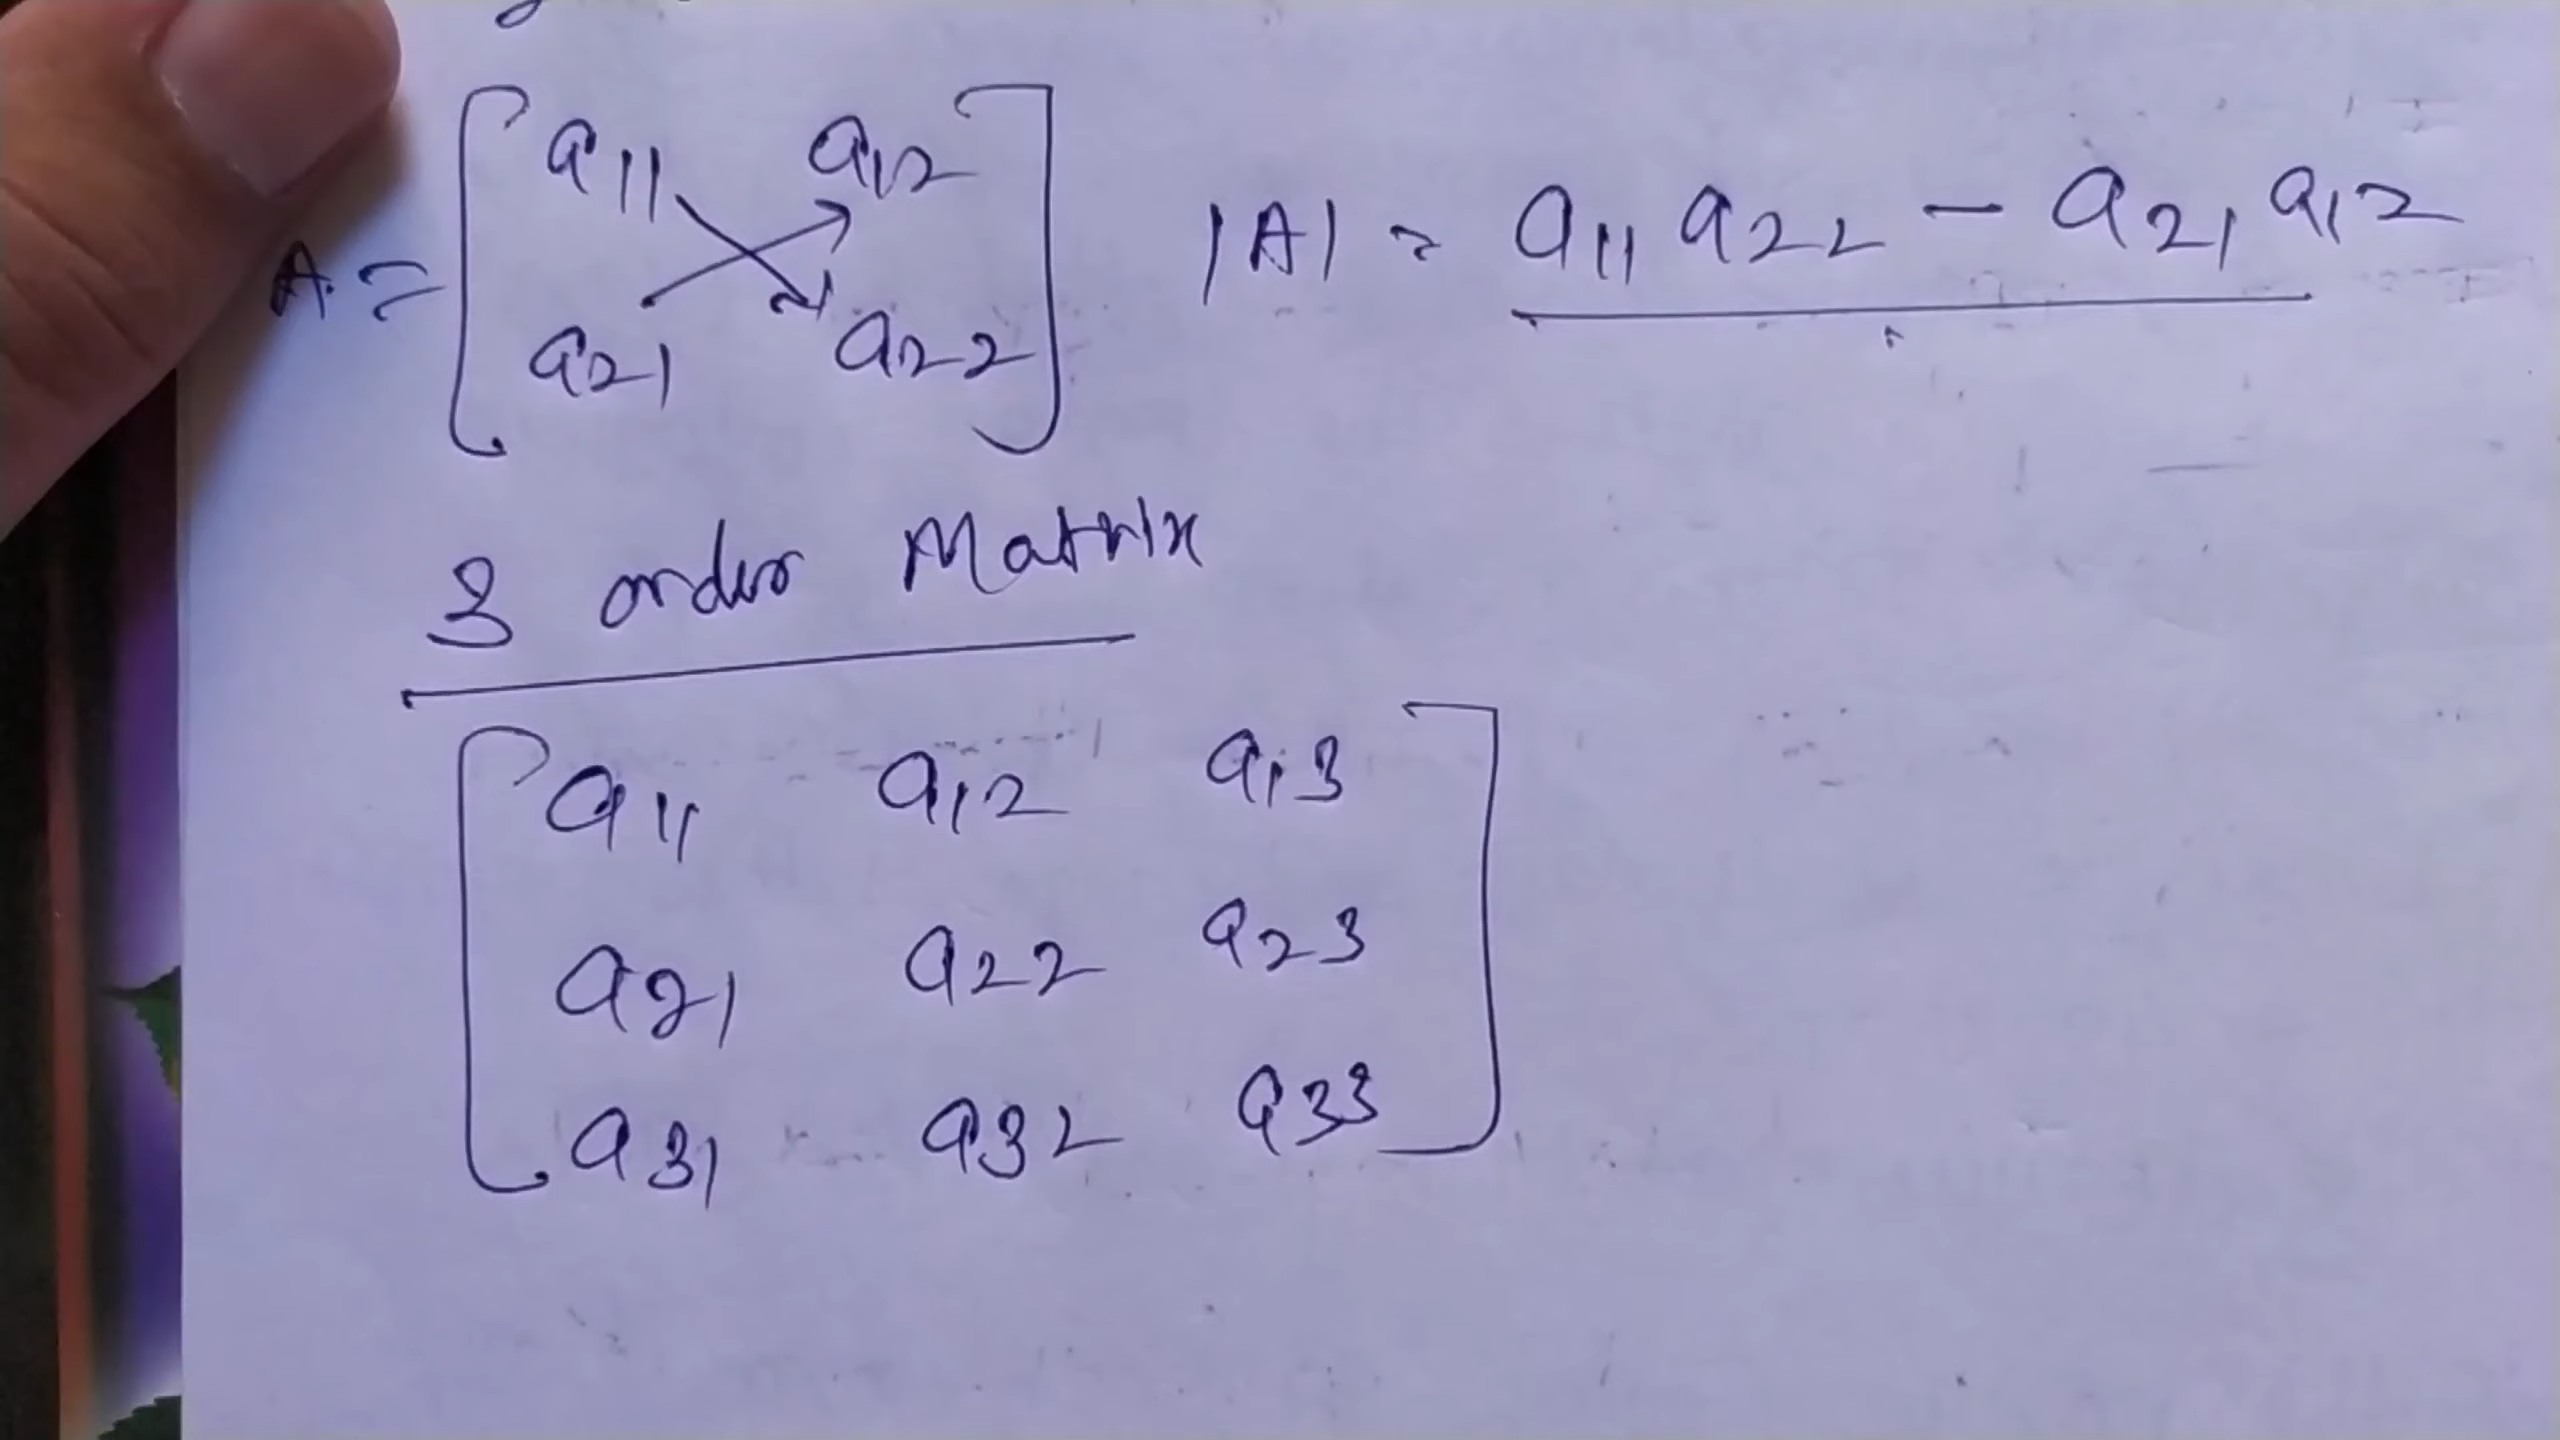 A = [ a11 a12
a21 a22 ] |A| = a11 a22 - a21 a12
3 order Matrix
[ a11 a12 a13
a21 a22 a23
a31 a32 a33 ]